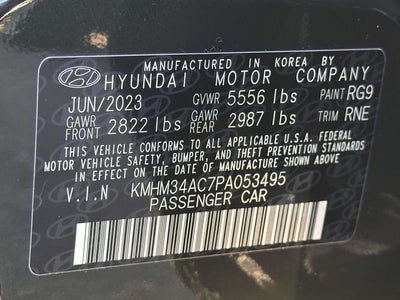 MANUFACTURED IN KOREA BY
HYUNDAI MOTOR COMPANY
JUN/2023 GVWR 5556 lbs PAINT RG9
GAWR FRONT 2822 lbs GAWR REAR 2987 lbs TRIM RNE
THIS VEHICLE CONFORMS TO ALL APPLICABLE U.S.A. FEDERAL
MOTOR VEHICLE SAFETY, BUMPER, AND THEFT PREVENTION
STANDARDS IN EFFECT ON THE DATE OF MANUFACTURE SHOWN ABOVE.
V.I.N KMHM34AC7PA053495
PASSENGER CAR